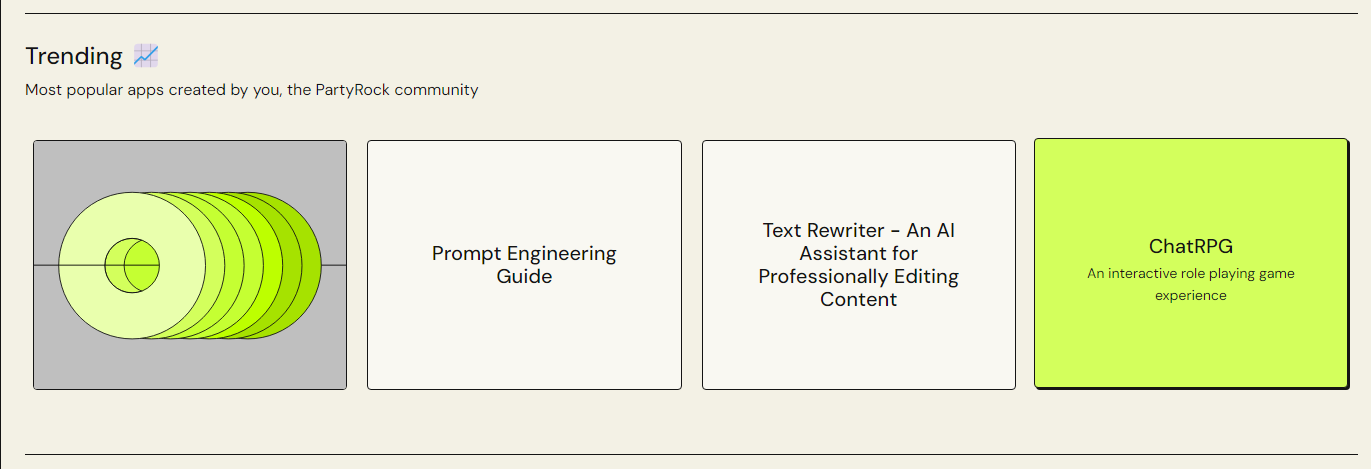 Trending
Most popular apps created by you, the PartyRock community
Prompt Engineering
Guide
Text Rewriter - An AI
Assistant for
Professionally Editing
Content
ChatRPG
An interactive role playing game
experience